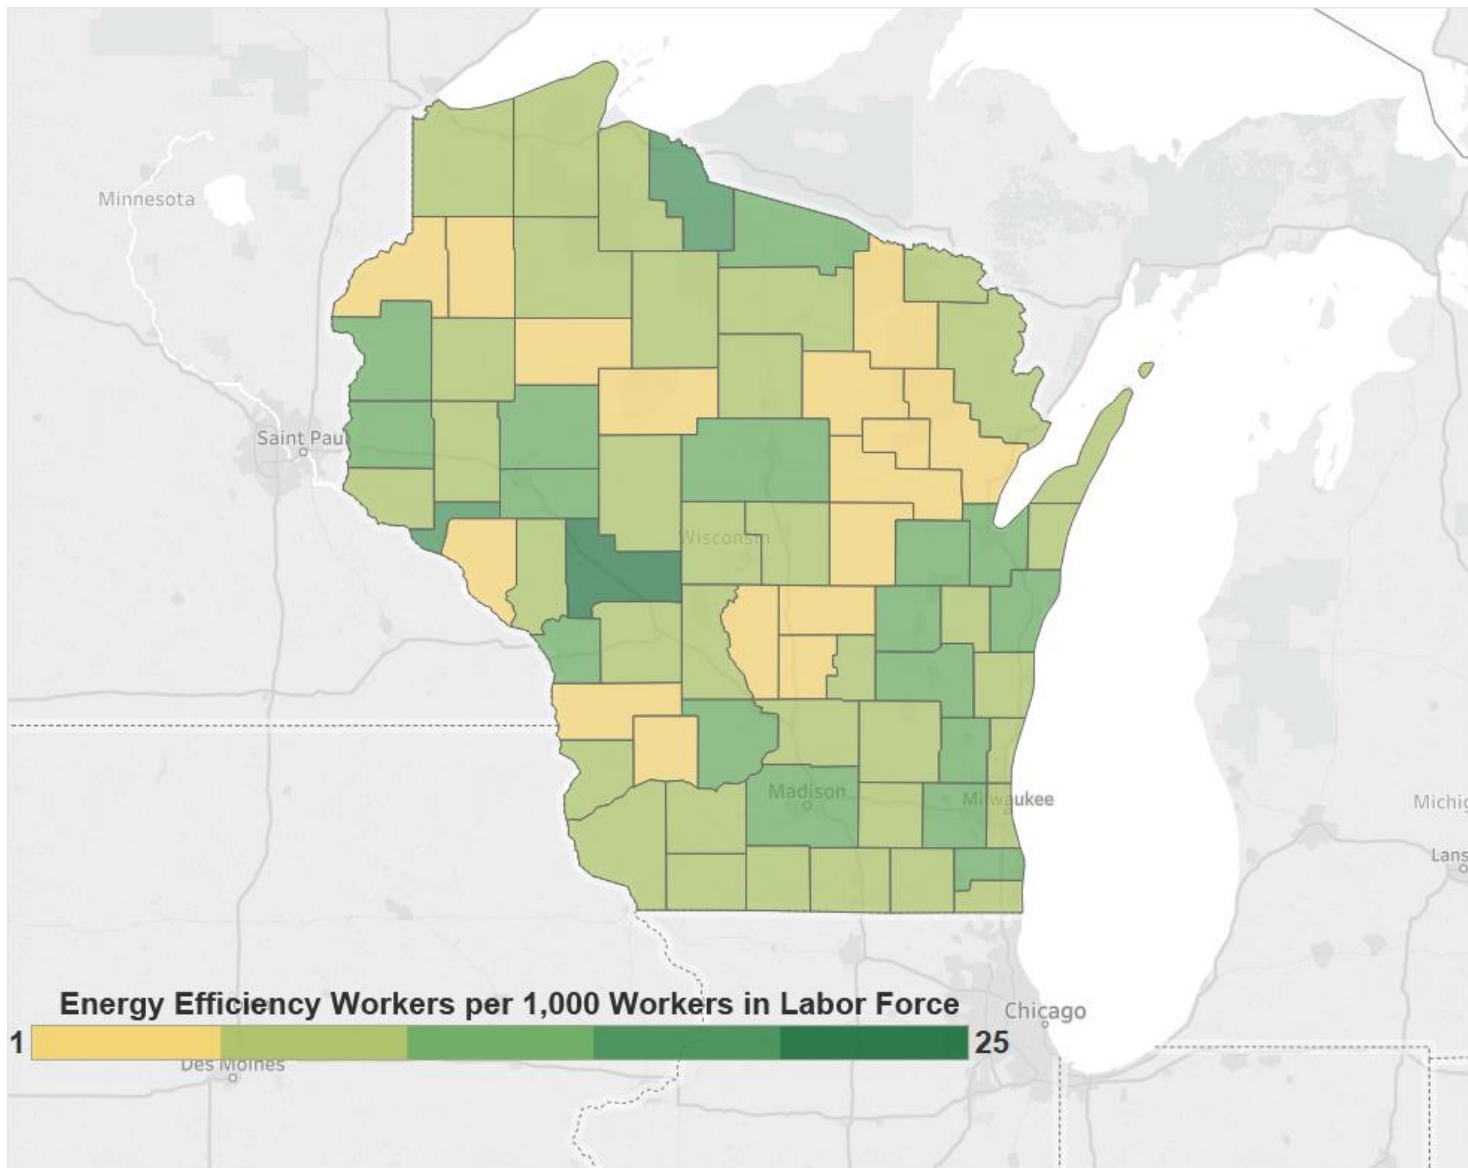 Minnesota
Saint Pau
Wisconsin
Madison
Milwaukee
Michig
Lans
Energy Efficiency Workers per 1,000 Workers in Labor Force
1
25
Chicago
Des Moines